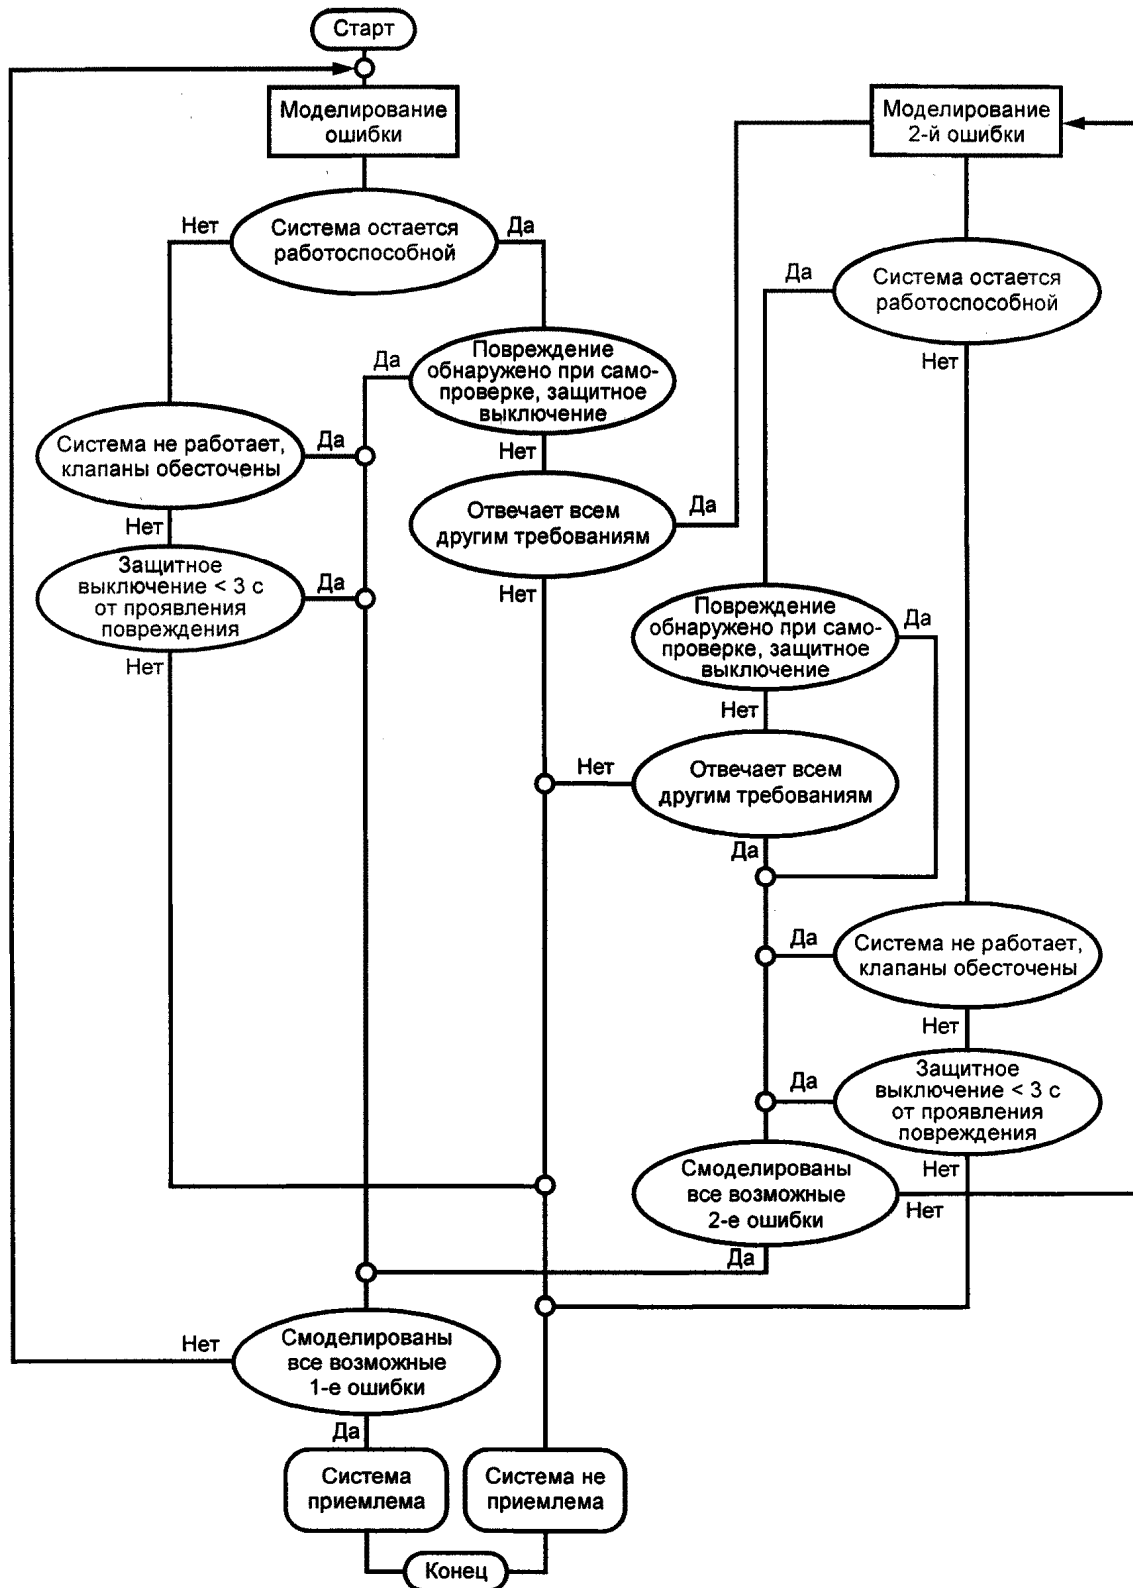 Старт
Моделирование
ошибки
Моделирование
2-й ошибки
Нет
Система остается
работоспособной
Да
Да
Система остается
работоспособной
Нет
Да
Повреждение
обнаружено при само-
проверке, защитное
выключение
Нет
Система не работает,
клапаны обесточены
Да
Нет
Отвечает всем
другим требованиям
Да
Нет
Защитное
выключение < 3 с
от проявления
повреждения
Да
Нет
Повреждение
обнаружено при само-
проверке, защитное
выключение
Да
Нет
Нет
Отвечает всем
другим требованиям
Да
Да
Система не работает,
клапаны обесточены
Нет
Да
Защитное
выключение < 3 с
от проявления
повреждения
Нет
Смоделированы
все возможные
2-е ошибки
Нет
Да
Нет
Смоделированы
все возможные
1-е ошибки
Да
Система
приемлема
Система не
приемлема
Конец